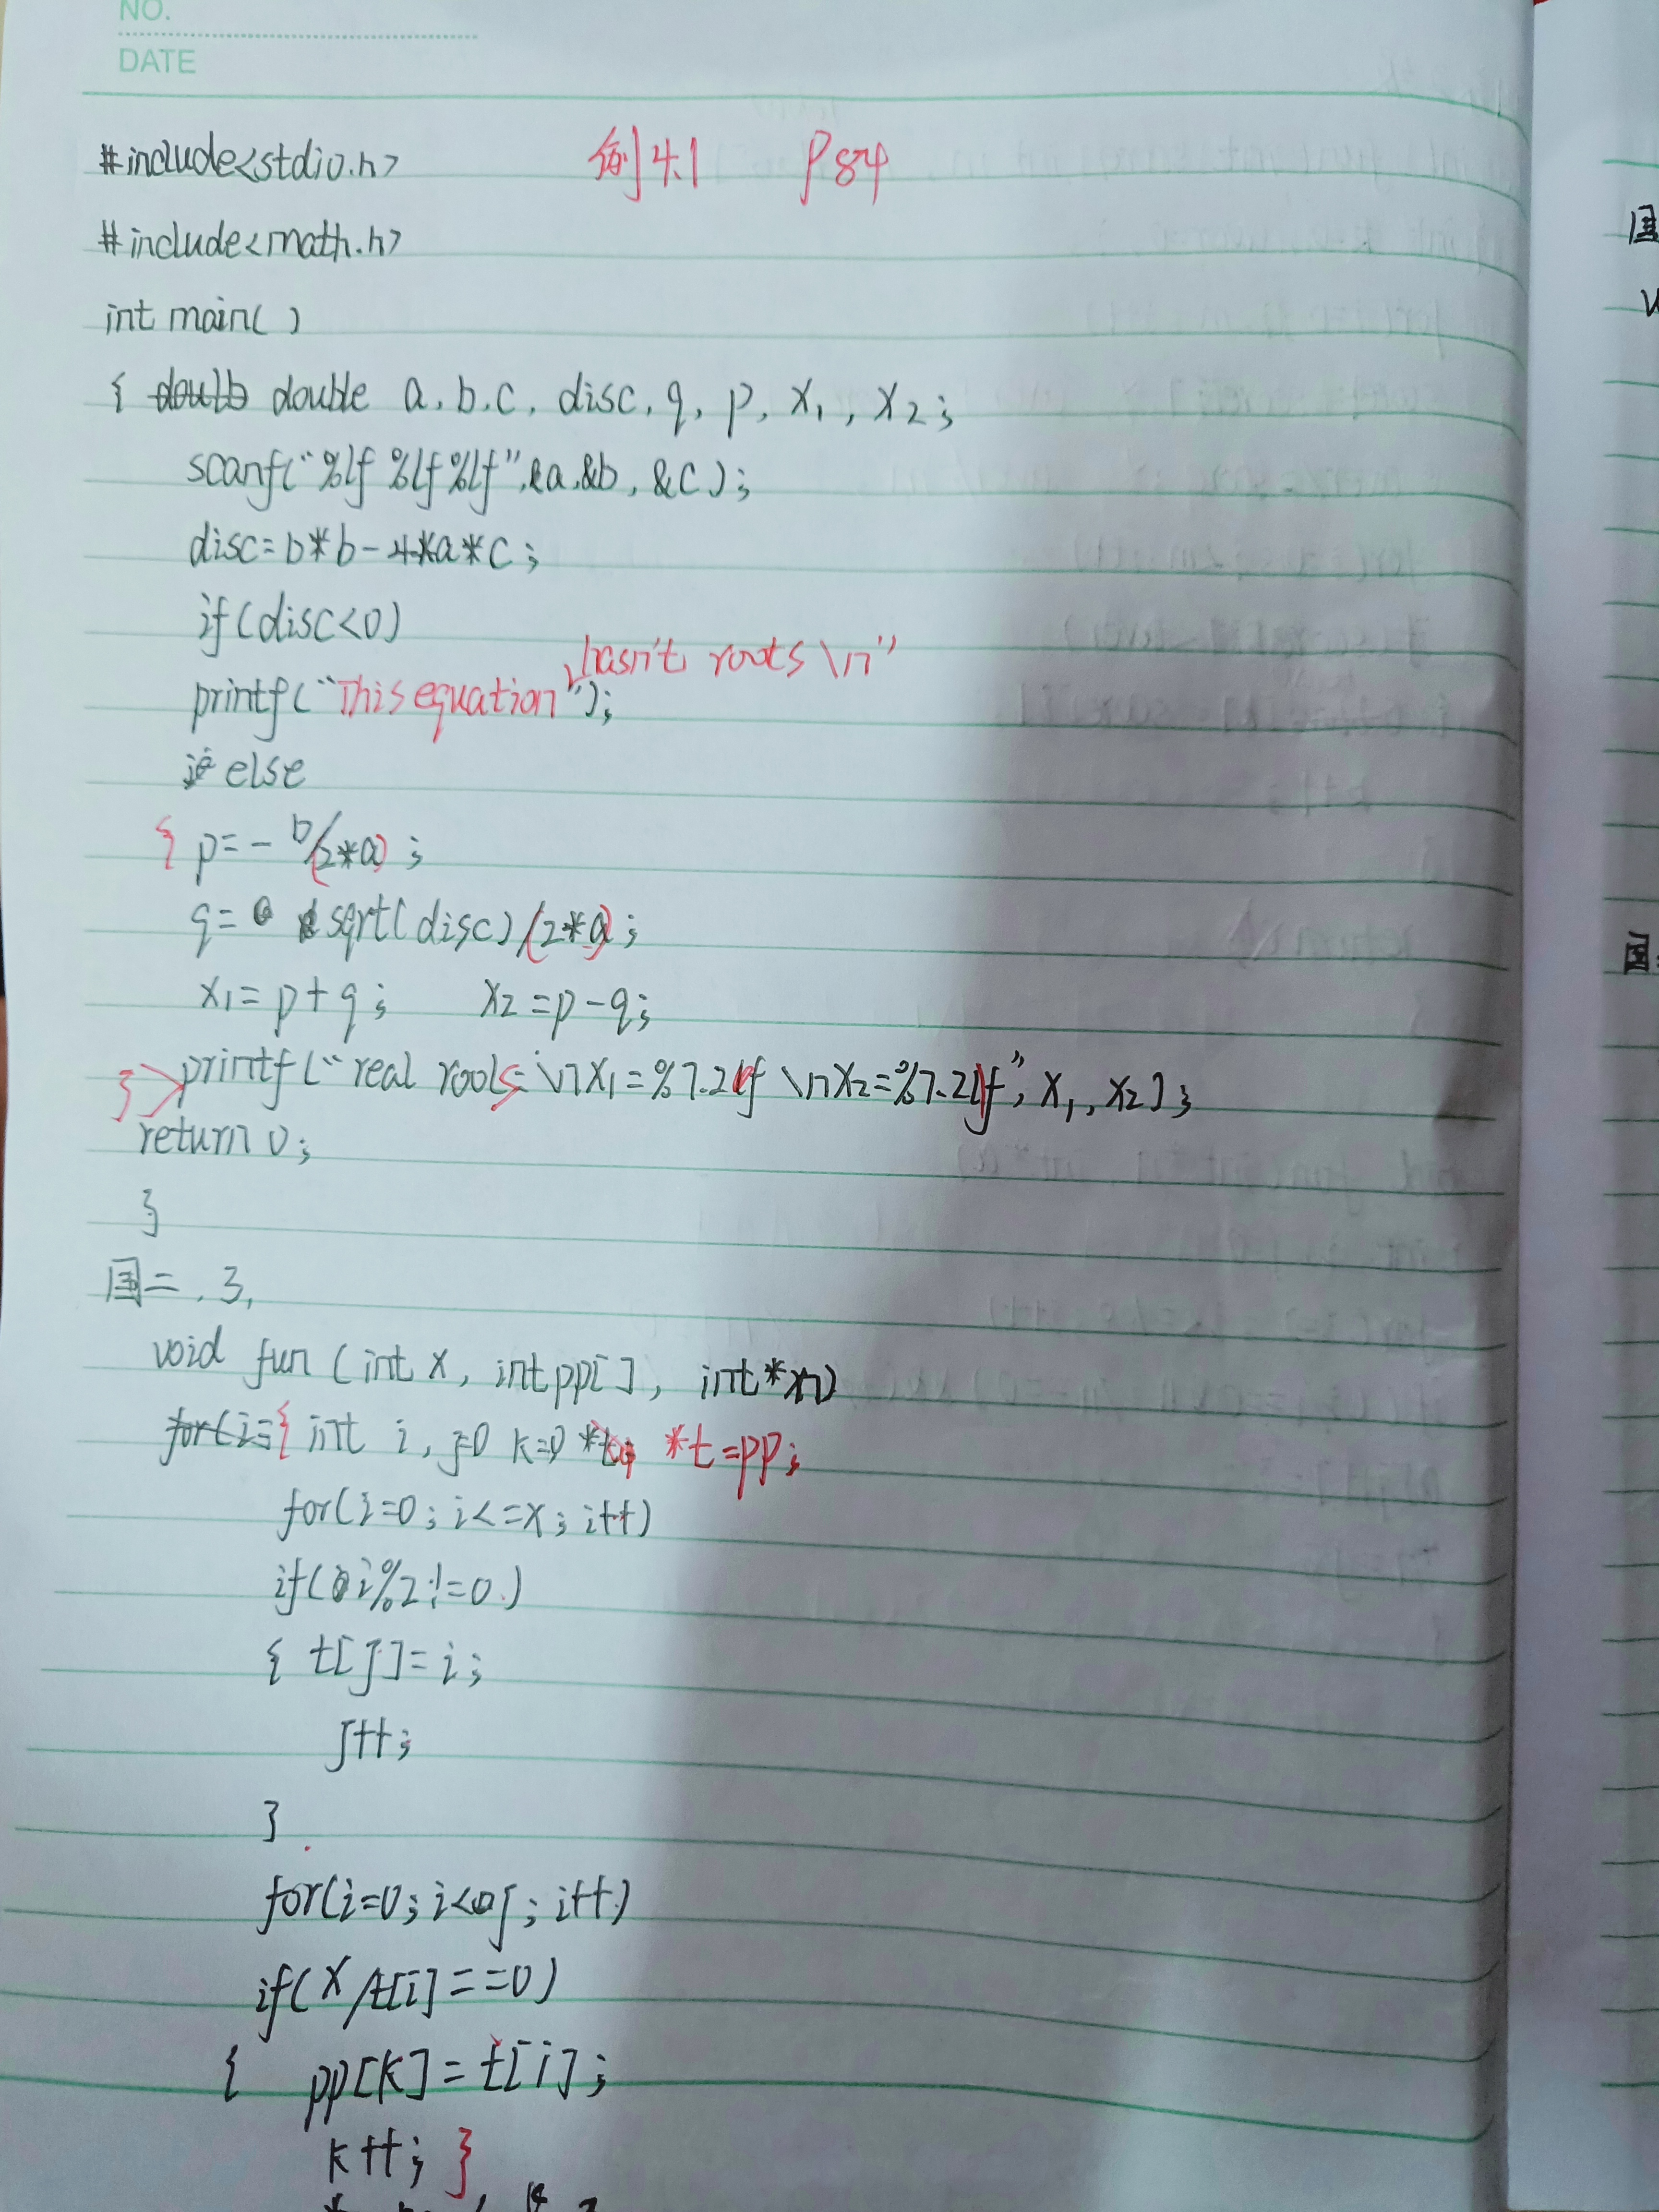 NO.
DATE
#include<stdio.h> 例4.1 P84
#include<math.h>
int main( )
{ double a, b, c, disc, q, p, x1, x2;
scanf("%lf %lf %lf",&a,&b, &c);
disc=b*b-4*a*c;
if(disc<0)
hasn't roots \n"
printf("This equation");
else
{ p=-b/(2*a);
q= sqrt(disc)/(2*a);
x1=p+q; x2=p-q;
} printf("real roots \n x1=%7.2lf \n x2=%7.2lf", x1, x2);
return 0;
}
国二.3,
void fun (int x, int pp[], int *n)
for(i={ int i, j=0 k=0 *t=pp;
for(i=0; i<=x; i++)
if( i%2!=0)
{ t[j]=i;
j++;
}
for(i=0; i<j; i++)
if(x/t[i]==0)
{ pp[k]=t[i];
k++; }
国
国